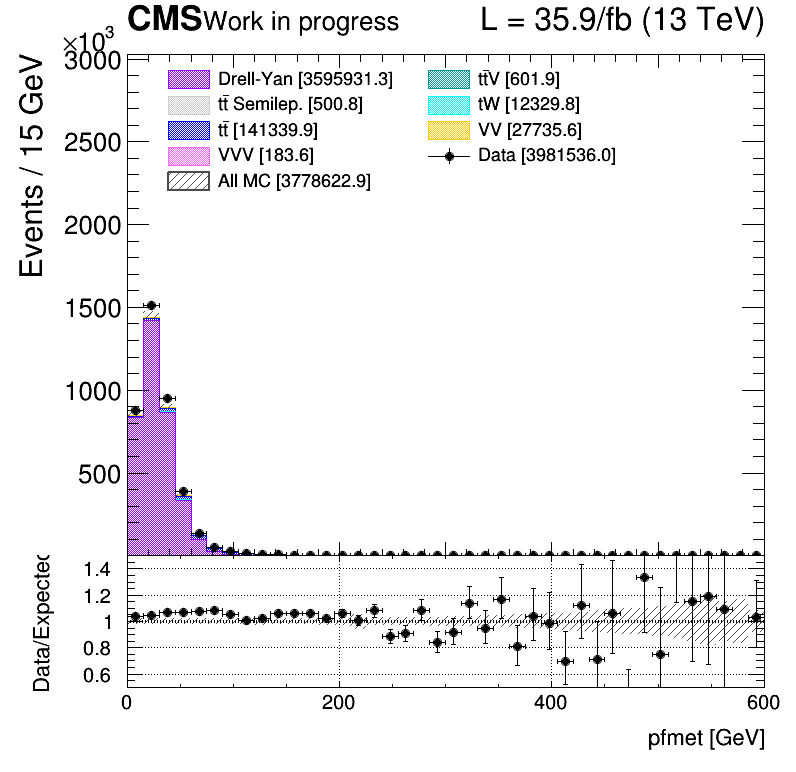 CMS Work in progress L = 35.9/fb (13 TeV)
×10³
3000
2500
2000
1500
1000
500
Events / 15 GeV
Drell-Yan [3595931.3]
tt̄ Semilep. [500.8]
tt̄ [141339.9]
VVV [183.6]
All MC [3778622.9]
tt̄V [601.9]
tW [12329.8]
VV [27735.6]
Data [3981536.0]
Data/Expected
1.4
1.2
1
0.8
0.6
0 200 400 600
pfmet [GeV]